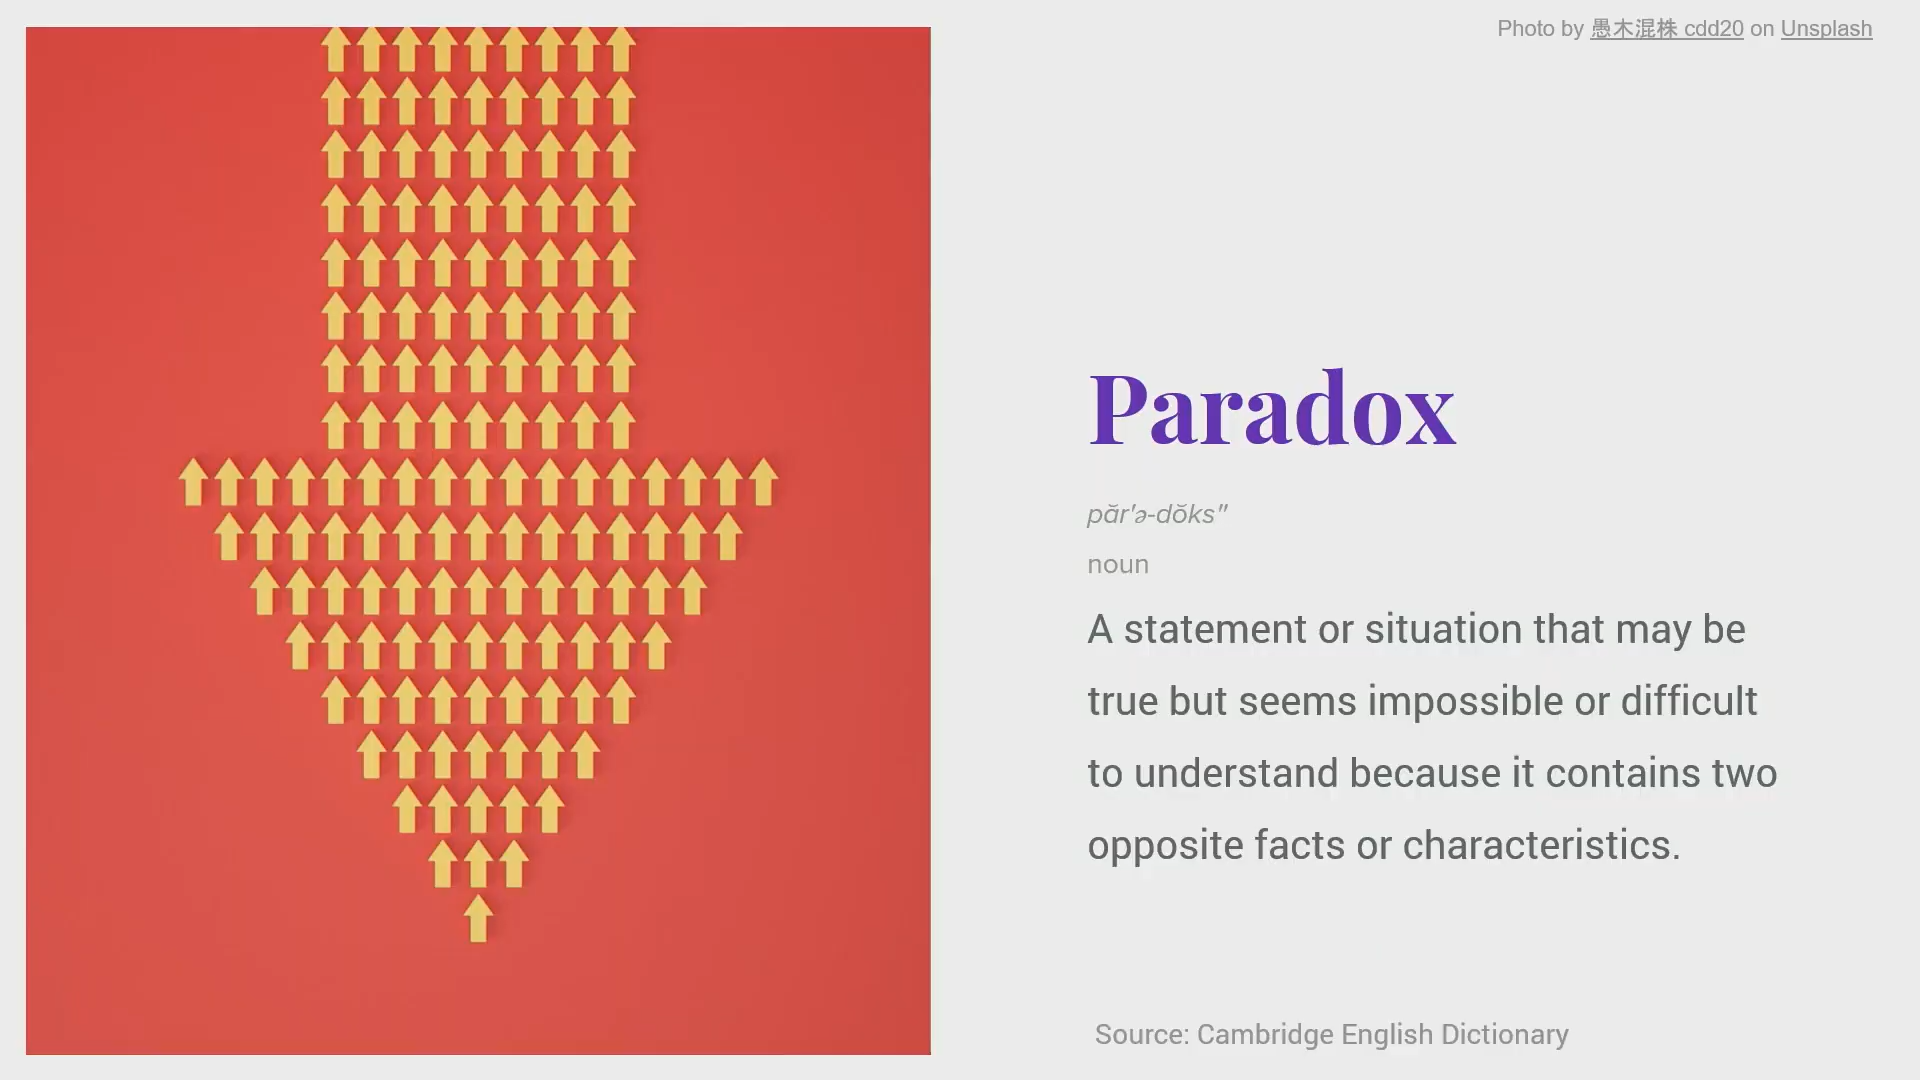 Photo by 愚木混株 cdd20 on Unsplash
Paradox
păr′ə-dŏks″
noun
A statement or situation that may be
true but seems impossible or difficult
to understand because it contains two
opposite facts or characteristics.
Source: Cambridge English Dictionary